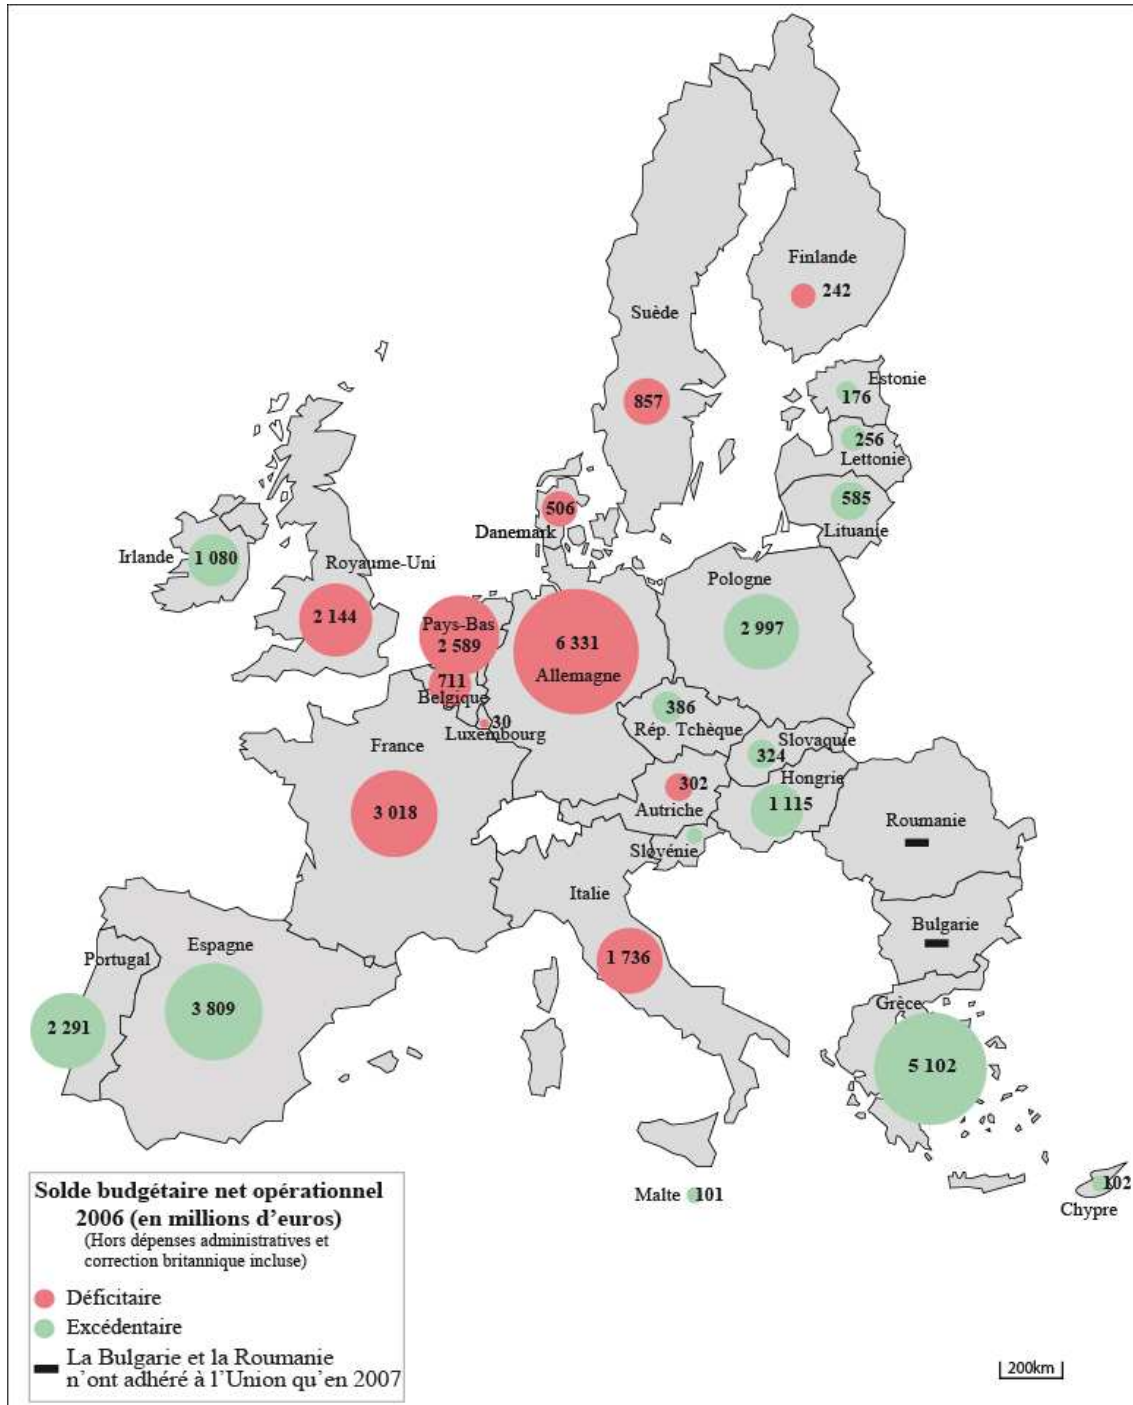 Finlande
242
Suède
857
Estonie
176
256
Lettonie
585
Lituanie
506
Danemark
Irlande
1 080
Royaume-Uni
2 144
Pays-Bas
2 589
711
Belgique
30
Luxembourg
6 331
Allemagne
Pologne
2 997
386
Rép. Tchèque
Slovaquie
324
Hongrie
1 115
302
Autriche
Slovénie
France
3 018
Roumanie
Bulgarie
Italie
1 736
Espagne
3 809
Portugal
2 291
Grèce
5 102
Malte 101
102
Chypre
Solde budgétaire net opérationnel
2006 (en millions d'euros)
(Hors dépenses administratives et
correction britannique incluse)
Déficitaire
Excédentaire
La Bulgarie et la Roumanie
n'ont adhéré à l'Union qu'en 2007
200km